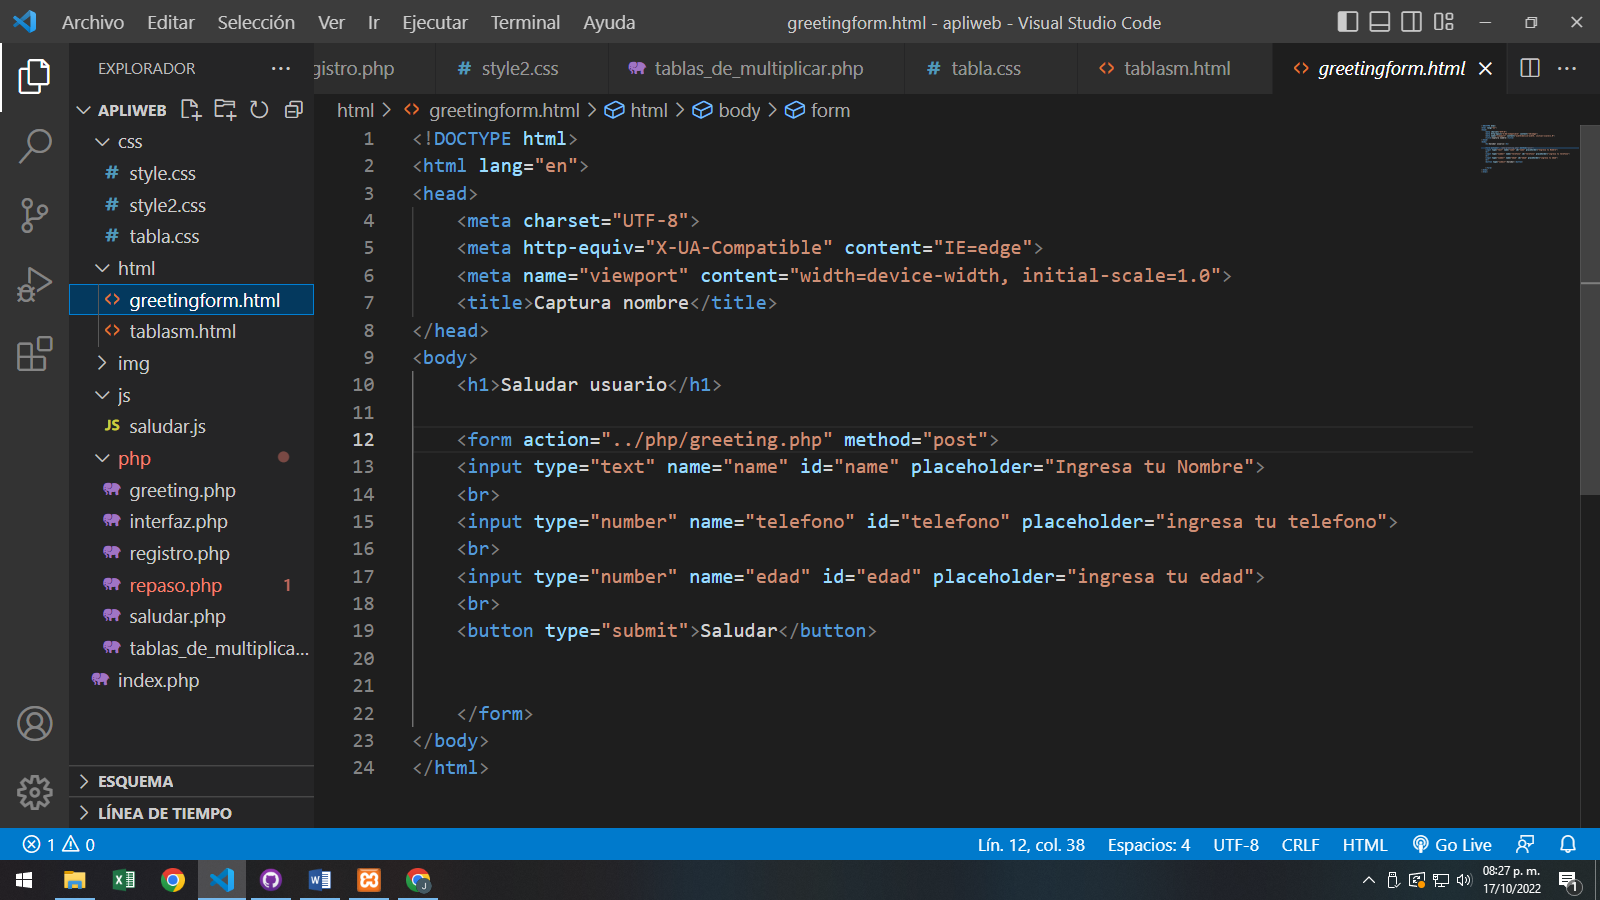 Archivo Editar Selección Ver Ir Ejecutar Terminal Ayuda greetingform.html - apliweb - Visual Studio Code
EXPLORADOR
gistro.php style2.css tablas_de_multiplicar.php tabla.css tablasm.html greetingform.html
html > greetingform.html > html > body > form
APLIWEB
css
style.css
style2.css
tabla.css
html
greetingform.html
tablasm.html
img
js
JS saludar.js
php
greeting.php
interfaz.php
registro.php
repaso.php 1
saludar.php
tablas_de_multiplica...
index.php
ESQUEMA
LÍNEA DE TIEMPO
1 <!DOCTYPE html>
2 <html lang="en">
3 <head>
4 <meta charset="UTF-8">
5 <meta http-equiv="X-UA-Compatible" content="IE=edge">
6 <meta name="viewport" content="width=device-width, initial-scale=1.0">
7 <title>Captura nombre</title>
8 </head>
9 <body>
10 <h1>Saludar usuario</h1>
11
12 <form action="../php/greeting.php" method="post">
13 <input type="text" name="name" id="name" placeholder="Ingresa tu Nombre">
14 <br>
15 <input type="number" name="telefono" id="telefono" placeholder="ingresa tu telefono">
16 <br>
17 <input type="number" name="edad" id="edad" placeholder="ingresa tu edad">
18 <br>
19 <button type="submit">Saludar</button>
20
21
22 </form>
23 </body>
24 </html>
1 0 Lín. 12, col. 38 Espacios: 4 UTF-8 CRLF HTML Go Live
08:27 p. m.
17/10/2022
1